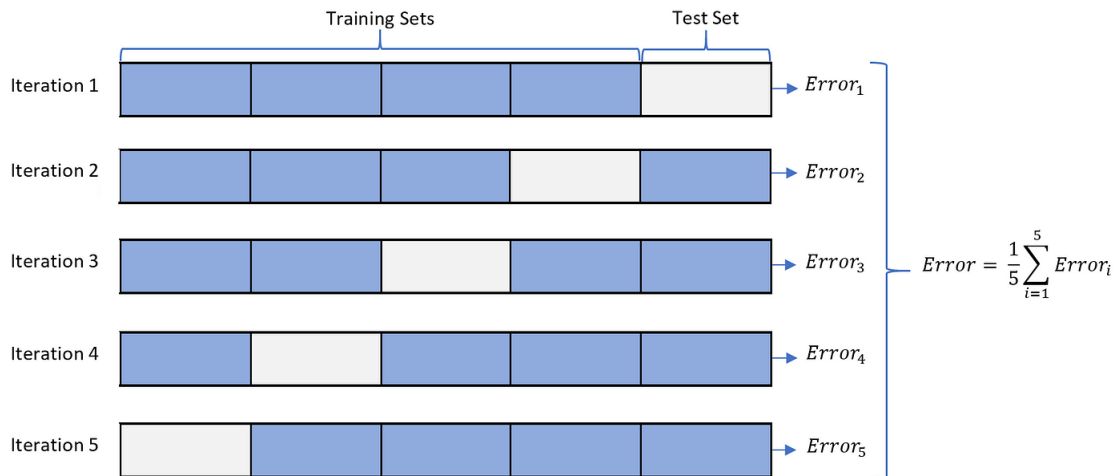 Training Sets
Test Set
Iteration 1
Error₁
Iteration 2
Error₂
Iteration 3
Error₃
Error = 1/5 ∑_{i=1}^{5} Error_i
Iteration 4
Error₄
Iteration 5
Error₅